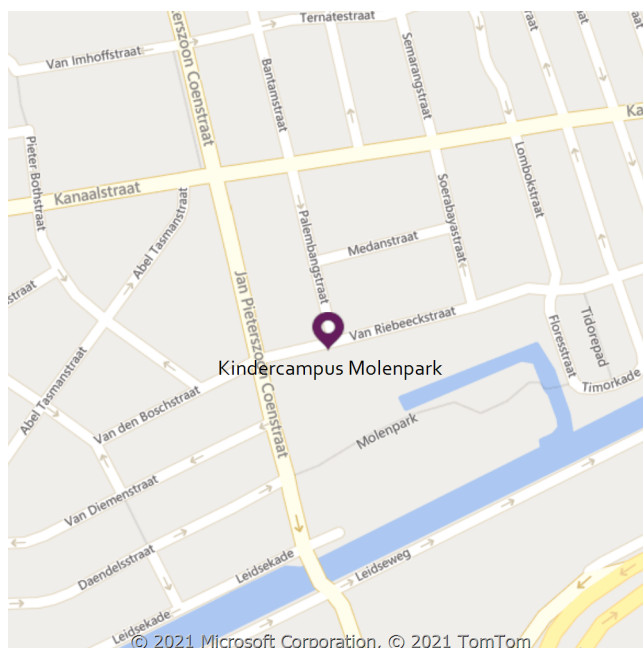 Ternatestraat
Van Imhoffstraat
Pieterszoon Coenstraat
Bantamstraat
Semarangstraat
Ka
Pieter Bothstraat
Kanaalstraat
Lombokstraat
Abel Tasmanstraat
Palembangstraat
Soerabayastraat
Medanstraat
straat
Jan Pieterszoon Coenstraat
Van Riebeeckstraat
Floresstraat
Tidorepad
Kindercampus Molenpark
Abel Tasmanstraat
Timorkade
Van den Boschstraat
Molenpark
Van Diemenstraat
Daendelsstraat
Leidsekade
Leidseweg
Leidsekade
© 2021 Microsoft Corporation, © 2021 TomTom